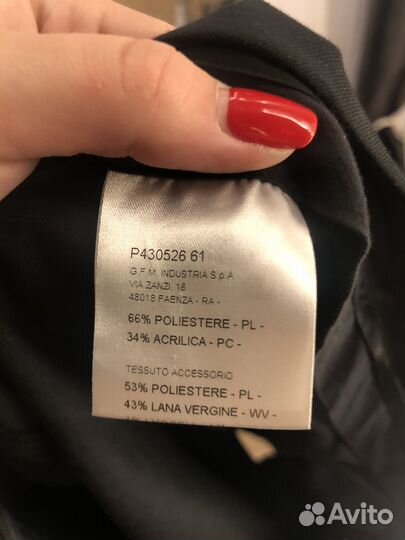 P430526 61
G.F.M. INDUSTRIA S.p.A.
VIA ZANZI, 16
48018 FAENZA - RA -
66% POLIESTERE - PL -
34% ACRILICA - PC -
TESSUTO ACCESSORIO
53% POLIESTERE - PL -
43% LANA VERGINE - WV -
Avito